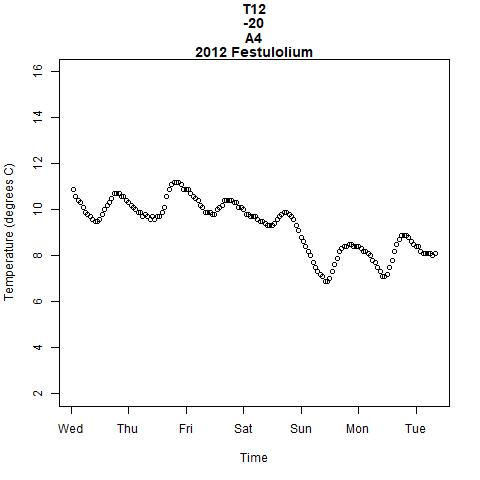 T12
-20
A4
2012 Festulolium
16
14
12
10
8
6
4
2
Temperature (degrees C)
Wed Thu Fri Sat Sun Mon Tue
Time